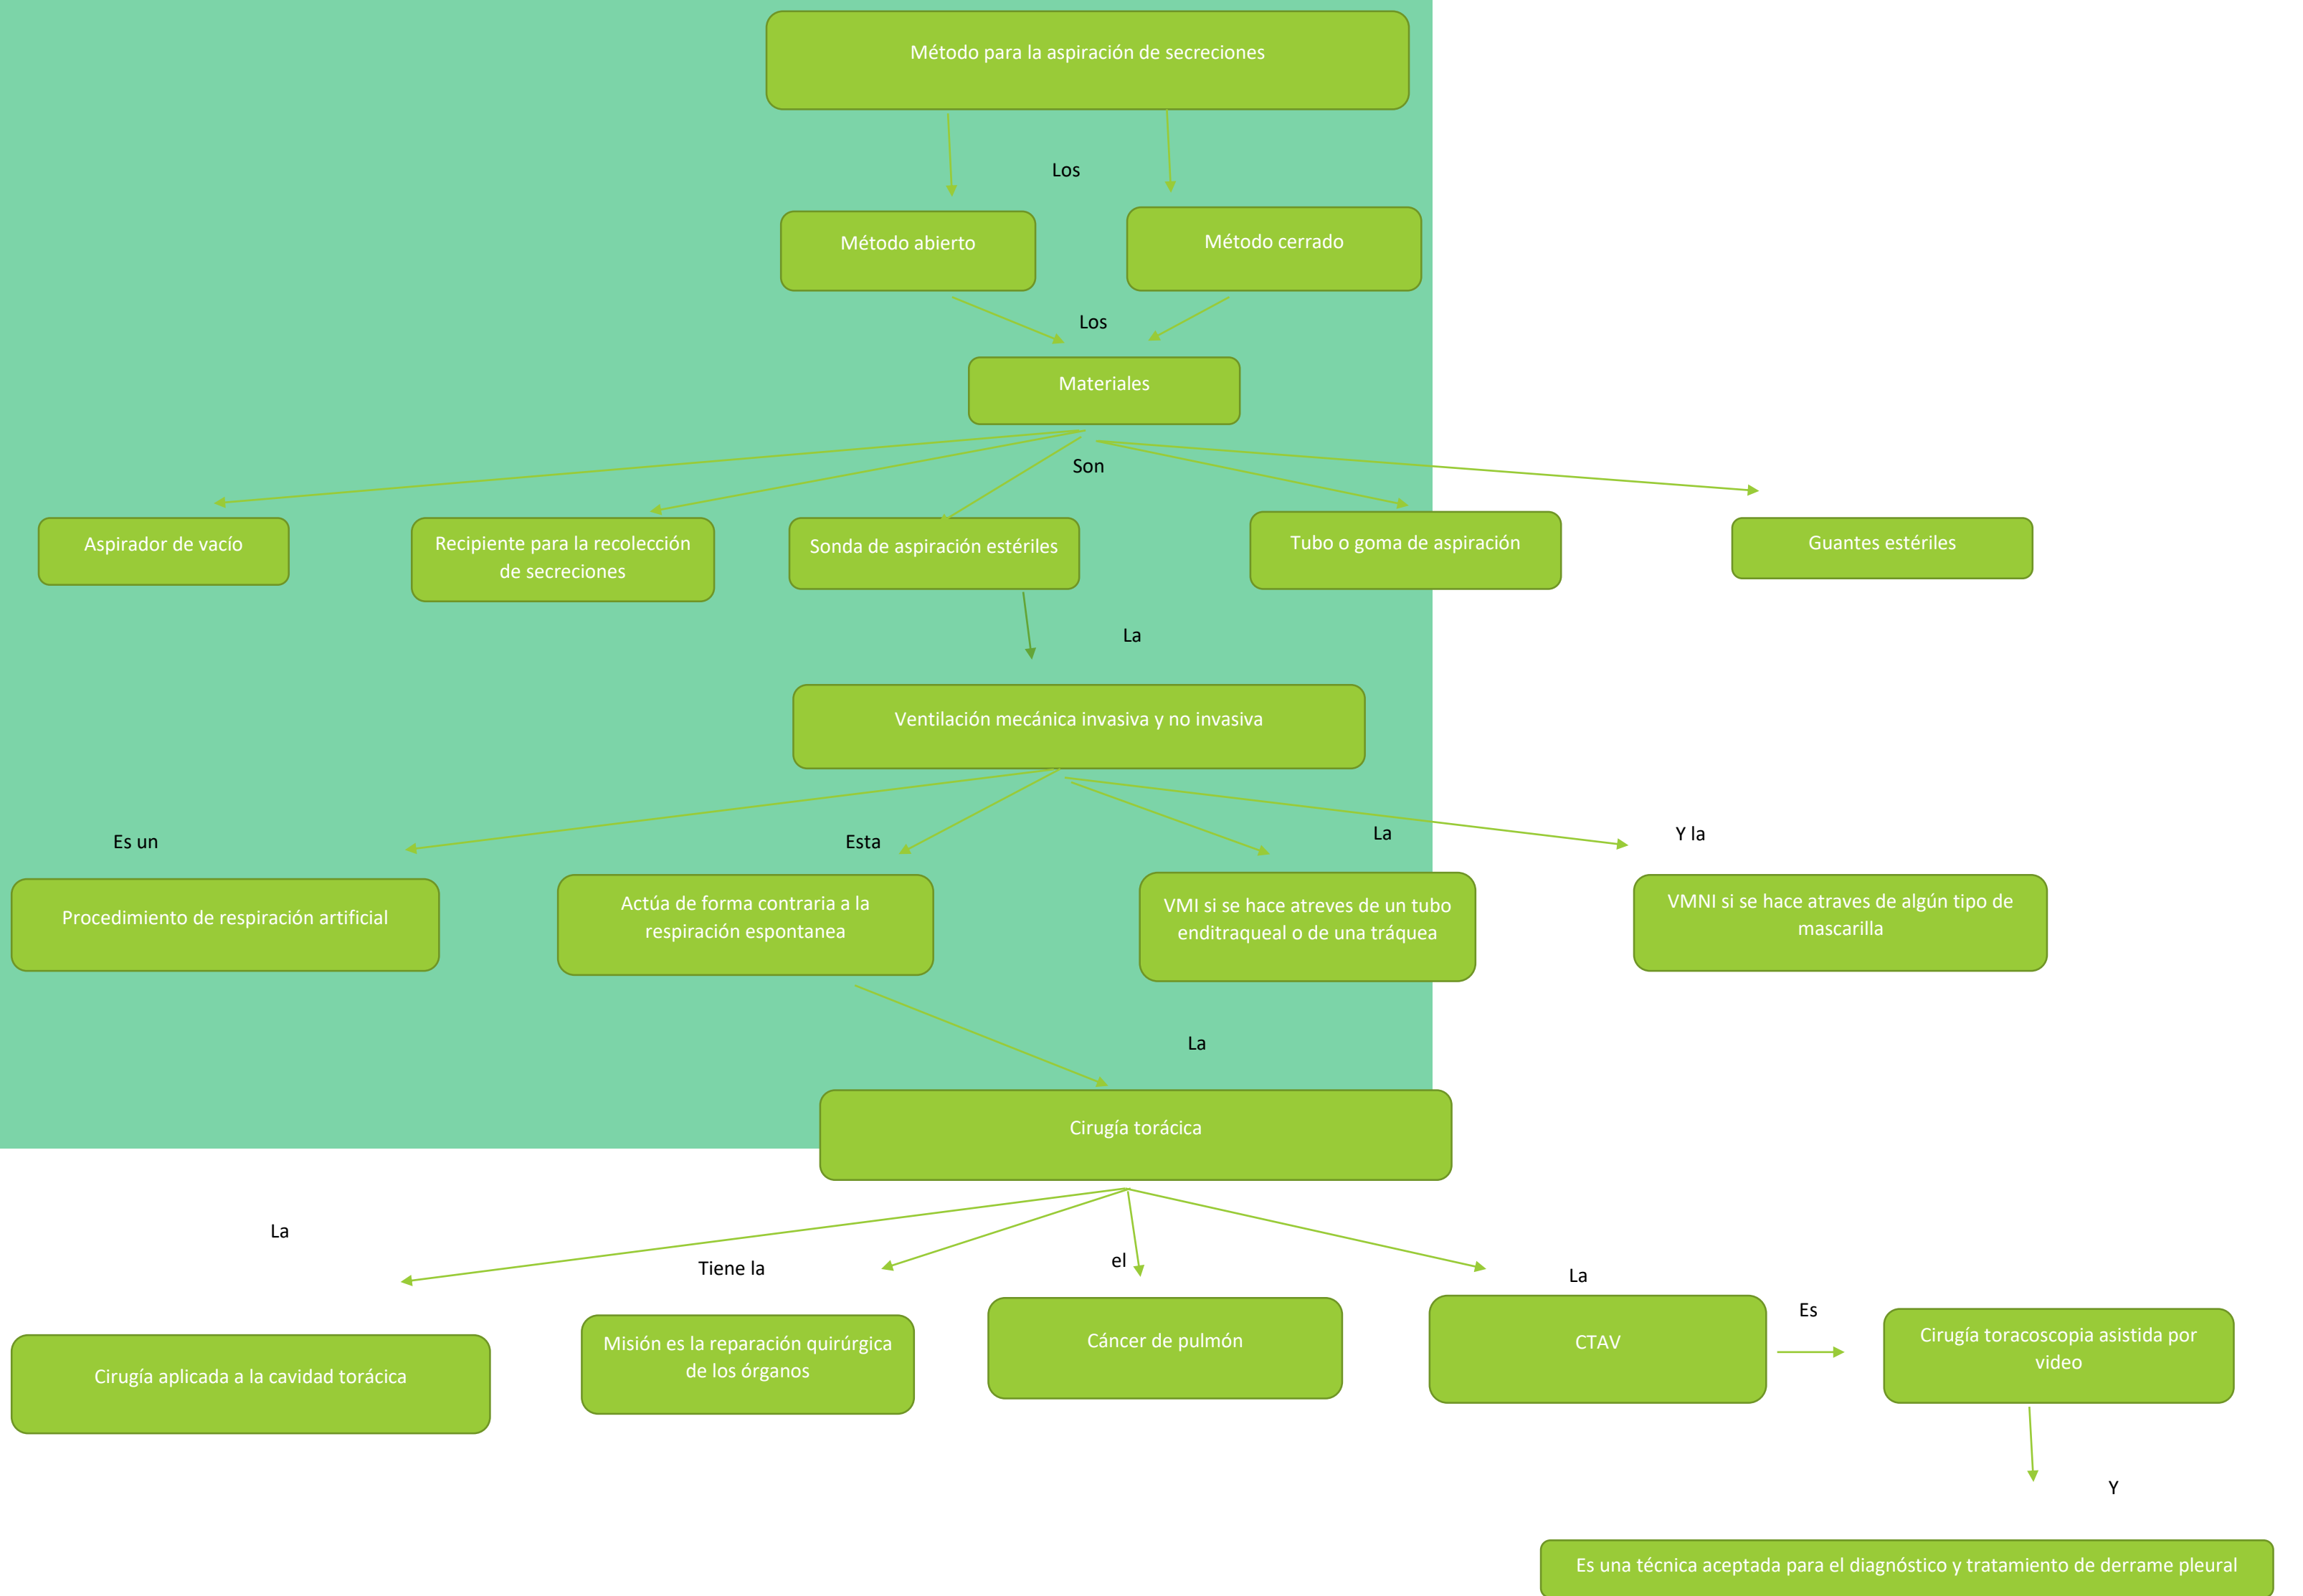 Método para la aspiración de secreciones
Los
Método abierto
Método cerrado
Los
Materiales
Son
Aspirador de vacío
Recipiente para la recolección
de secreciones
Sonda de aspiración estériles
Tubo o goma de aspiración
Guantes estériles
La
Ventilación mecánica invasiva y no invasiva
Es un
Esta
La
Y la
Procedimiento de respiración artificial
Actúa de forma contraria a la
respiración espontanea
VMI si se hace atreves de un tubo
enditraqueal o de una tráquea
VMNI si se hace atraves de algún tipo de
mascarilla
La
Cirugía torácica
La
Tiene la
el
La
Es
Cirugía aplicada a la cavidad torácica
Misión es la reparación quirúrgica
de los órganos
Cáncer de pulmón
CTAV
Cirugía toracoscopia asistida por
video
Y
Es una técnica aceptada para el diagnóstico y tratamiento de derrame pleural